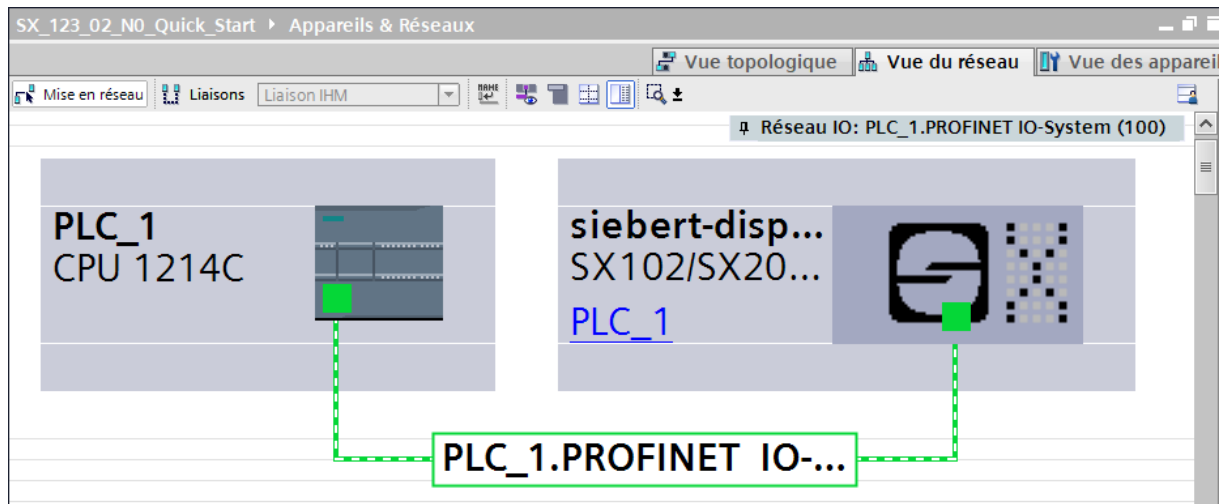 SX_123_02_N0_Quick_Start ▸ Appareils & Réseaux
Vue topologique Vue du réseau Vue des appareil
Mise en réseau Liaisons Liaison IHM NAME
Réseau IO: PLC_1.PROFINET IO-System (100)
PLC_1
CPU 1214C
siebert-disp...
SX102/SX20...
PLC_1
PLC_1.PROFINET IO-...